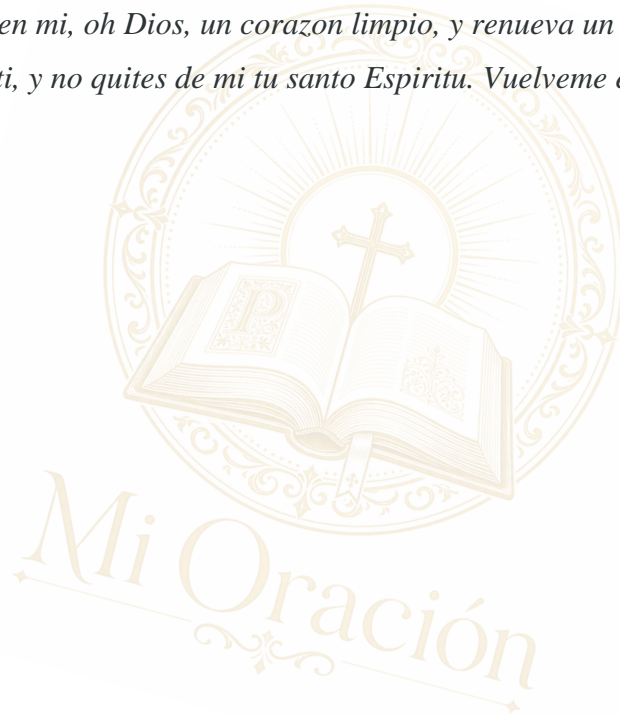 en mi, oh Dios, un corazon limpio, y renueva un
ti, y no quites de mi tu santo Espiritu. Vuelveme
P
Mi Oración